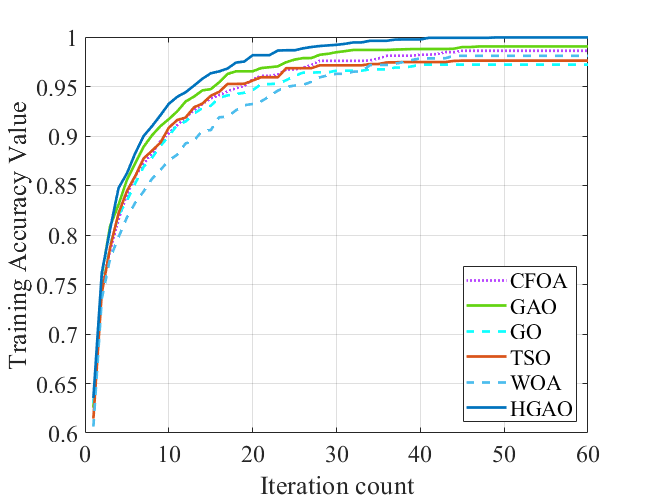 1
0.95
0.9
0.85
0.8
0.75
0.7
0.65
0.6
Training Accuracy Value
CFOA
GAO
GO
TSO
WOA
HGAO
0 10 20 30 40 50 60
Iteration count